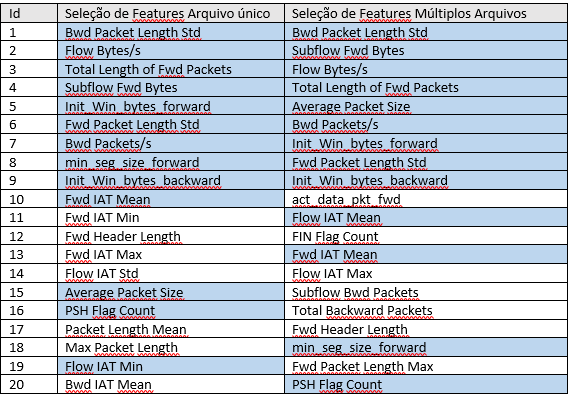 Id Seleção de Features Arquivo único Seleção de Features Múltiplos Arquivos
1 Bwd Packet Length Std Bwd Packet Length Std
2 Flow Bytes/s Subflow Fwd Bytes
3 Total Length of Fwd Packets Flow Bytes/s
4 Subflow Fwd Bytes Total Length of Fwd Packets
5 Init_Win_bytes_forward Average Packet Size
6 Fwd Packet Length Std Bwd Packets/s
7 Bwd Packets/s Init_Win_bytes_forward
8 min_seg_size_forward Fwd Packet Length Std
9 Init_Win_bytes_backward Init_Win_bytes_backward
10 Fwd IAT Mean act_data_pkt_fwd
11 Fwd IAT Min Flow IAT Mean
12 Fwd Header Length FIN Flag Count
13 Fwd IAT Max Fwd IAT Mean
14 Flow IAT Std Flow IAT Max
15 Average Packet Size Subflow Bwd Packets
16 PSH Flag Count Total Backward Packets
17 Packet Length Mean Fwd Header Length
18 Max Packet Length min_seg_size_forward
19 Flow IAT Min Fwd Packet Length Max
20 Bwd IAT Mean PSH Flag Count